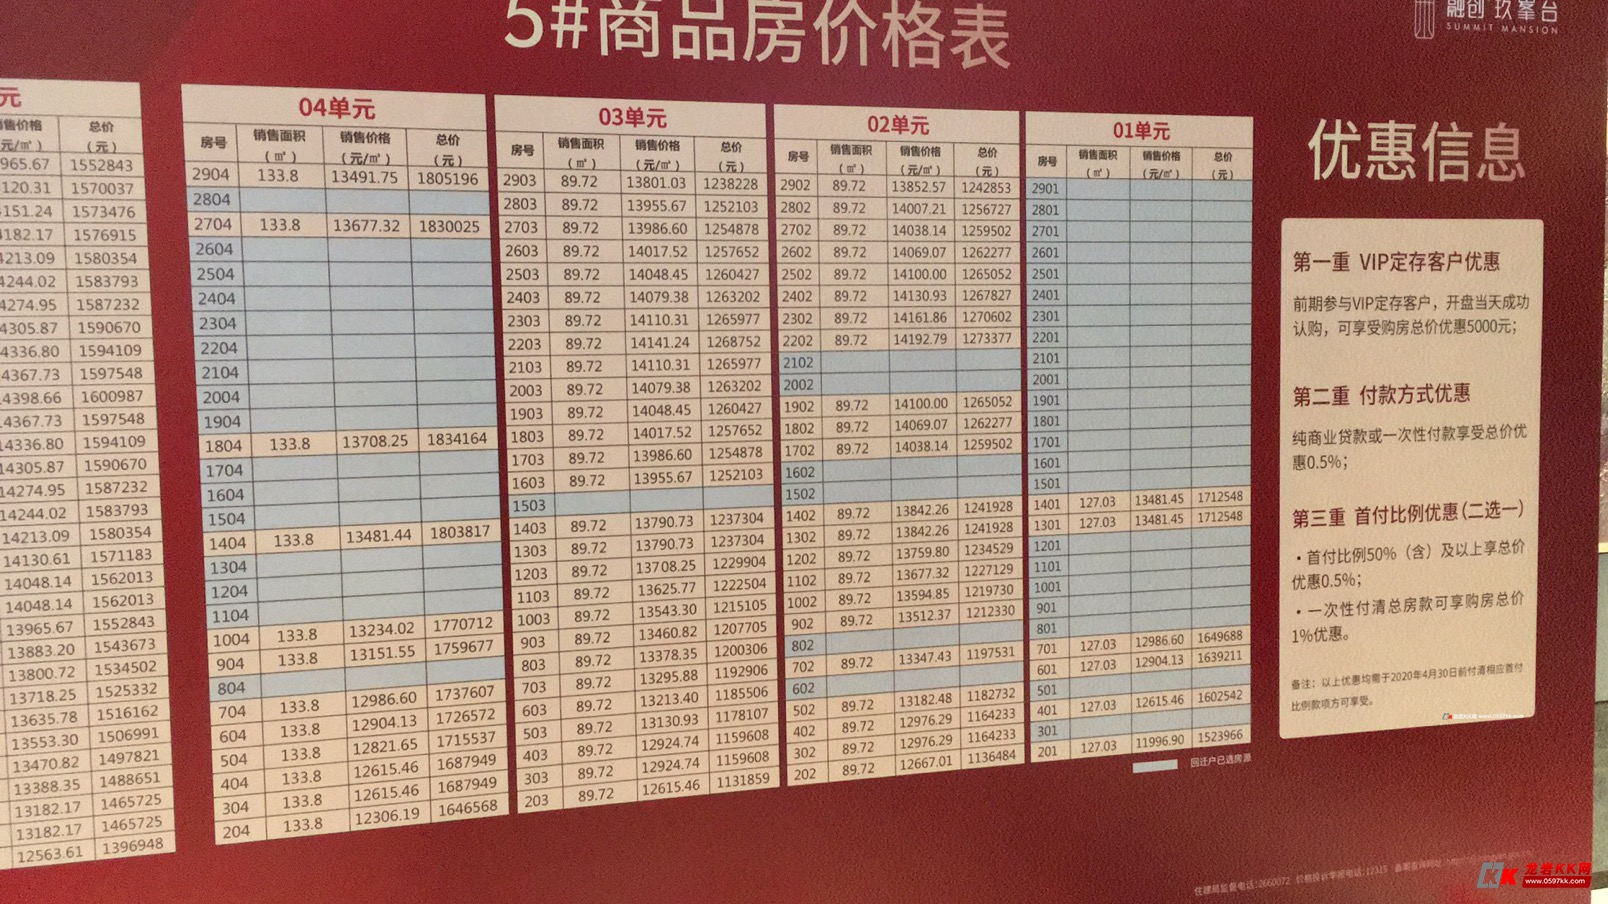 5#商品房价格表
融创 玖峯台
SUMMIT MANSION
元
销售价格 总价
(元/㎡) (元)
965.67 1552843
120.31 1570037
151.24 1573476
182.17 1576915
4213.09 1580354
4244.02 1583793
4274.95 1587232
4305.87 1590670
4336.80 1594109
4367.73 1597548
4398.66 1600987
4367.73 1597548
4336.80 1594109
14305.87 1590670
14274.95 1587232
14244.02 1583793
14213.09 1580354
14130.61 1571183
14048.14 1562013
14048.14 1562013
13965.67 1552843
13883.20 1543673
13800.72 1534502
13718.25 1525332
13635.78 1516162
13553.30 1506991
13470.82 1497821
13388.35 1488651
13182.17 1465725
13182.17 1465725
12563.61 1396948
04单元
房号 销售面积 销售价格 总价
(㎡) (元/㎡) (元)
2904 133.8 13491.75 1805196
2804
2704 133.8 13677.32 1830025
2604
2504
2404
2304
2204
2104
2004
1904
1804 133.8 13708.25 1834164
1704
1604
1504
1404 133.8 13481.44 1803817
1304
1204
1104
1004 133.8 13234.02 1770712
904 133.8 13151.55 1759677
804
704 133.8 12986.60 1737607
604 133.8 12904.13 1726572
504 133.8 12821.65 1715537
404 133.8 12615.46 1687949
304 133.8 12615.46 1687949
204 133.8 12306.19 1646568
03单元
房号 销售面积 销售价格 总价
(㎡) (元/㎡) (元)
2903 89.72 13801.03 1238228
2803 89.72 13955.67 1252103
2703 89.72 13986.60 1254878
2603 89.72 14017.52 1257652
2503 89.72 14048.45 1260427
2403 89.72 14079.38 1263202
2303 89.72 14110.31 1265977
2203 89.72 14141.24 1268752
2103 89.72 14110.31 1265977
2003 89.72 14079.38 1263202
1903 89.72 14048.45 1260427
1803 89.72 14017.52 1257652
1703 89.72 13986.60 1254878
1603 89.72 13955.67 1252103
1503
1403 89.72 13790.73 1237304
1303 89.72 13790.73 1237304
1203 89.72 13708.25 1229904
1103 89.72 13625.77 1222504
1003 89.72 13543.30 1215105
903 89.72 13460.82 1207705
803 89.72 13378.35 1200306
703 89.72 13295.88 1192906
603 89.72 13213.40 1185506
503 89.72 13130.93 1178107
403 89.72 12924.74 1159608
303 89.72 12924.74 1159608
203 89.72 12615.46 1131859
02单元
房号 销售面积 销售价格 总价
(㎡) (元/㎡) (元)
2902 89.72 13852.57 1242853
2802 89.72 14007.21 1256727
2702 89.72 14038.14 1259502
2602 89.72 14069.07 1262277
2502 89.72 14100.00 1265052
2402 89.72 14130.93 1267827
2302 89.72 14161.86 1270602
2202 89.72 14192.79 1273377
2102
2002
1902 89.72 14100.00 1265052
1802 89.72 14069.07 1262277
1702 89.72 14038.14 1259502
1602
1502
1402 89.72 13842.26 1241928
1302 89.72 13842.26 1241928
1202 89.72 13759.80 1234529
1102 89.72 13677.32 1227129
1002 89.72 13594.85 1219730
902 89.72 13512.37 1212330
802
702 89.72 13347.43 1197531
602
502 89.72 13182.48 1182732
402 89.72 12976.29 1164233
302 89.72 12976.29 1164233
202 89.72 12667.01 1136484
01单元
房号 销售面积 销售价格 总价
(㎡) (元/㎡) (元)
2901
2801
2701
2601
2501
2401
2301
2201
2101
2001
1901
1801
1701
1601
1501
1401 127.03 13481.45 1712548
1301 127.03 13481.45 1712548
1201
1101
1001
901
801
701 127.03 12986.60 1649688
601 127.03 12904.13 1639211
501
401 127.03 12615.46 1602542
301
201 127.03 11996.90 1523966
回迁户已选房源
优惠信息
第一重 VIP定存客户优惠
前期参与VIP定存客户，开盘当天成功
认购，可享受购房总价优惠5000元；
第二重 付款方式优惠
纯商业贷款或一次性付款享受总价优
惠0.5%；
第三重 首付比例优惠(二选一)
·首付比例50%（含）及以上享总价
优惠0.5%；
·一次性付清总房款可享购房总价
1%优惠。
备注：以上优惠均需于2020年4月30日前付清相应首付
比例款项方可享受。
住建局监督电话:2660072 价格投诉举报电话:12315
龙岩KK网
www.0597kk.com